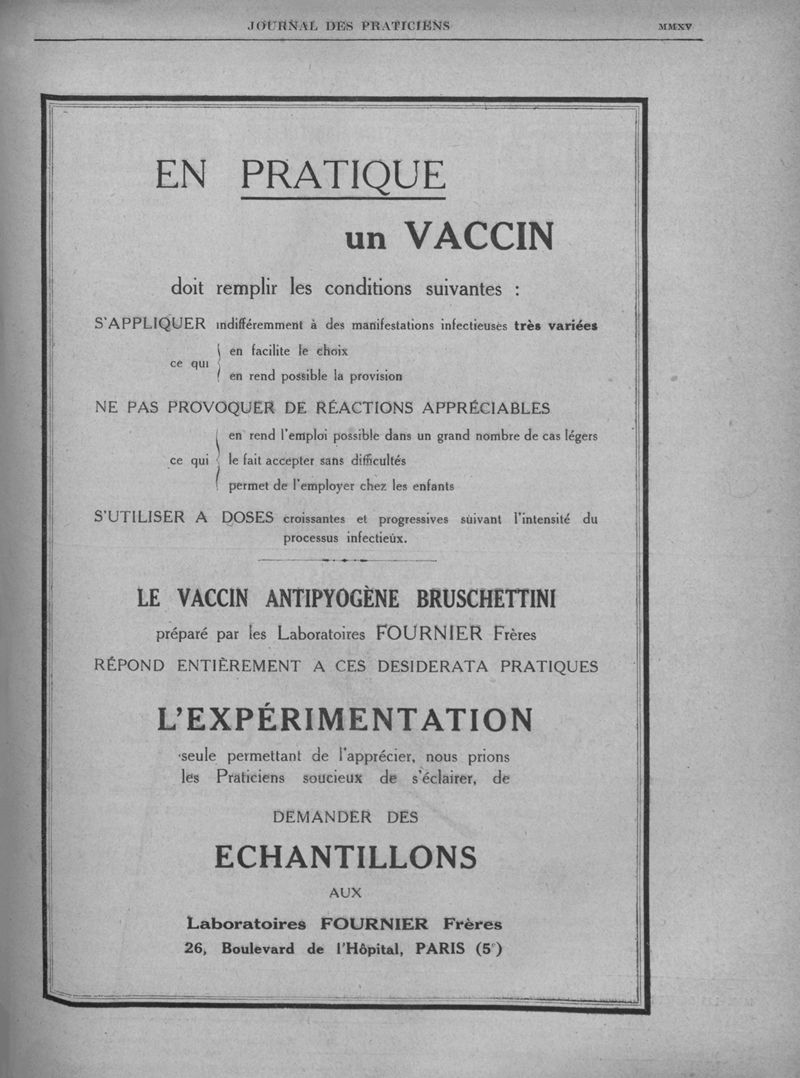 JOURNAL DES PRATICIENS
MMXV
EN PRATIQUE
un VACCIN
doit remplir les conditions suivantes :
S'APPLIQUER indifféremment à des manifestations infectieuses très variées
en facilite le choix
ce qui
en rend possible la provision
NE PAS PROVOQUER DE RÉACTIONS APPRÉCIABLES
en rend l'emploi possible dans un grand nombre de cas légers
ce qui le fait accepter sans difficultés
permet de l'employer chez les enfants
S'UTILISER A DOSES croissantes et progressives suivant l'intensité du
processus infectieux.
LE VACCIN ANTIPYOGÈNE BRUSCHETTINI
préparé par les Laboratoires FOURNIER Frères
RÉPOND ENTIÈREMENT A CES DESIDERATA PRATIQUES
L'EXPÉRIMENTATION
seule permettant de l'apprécier, nous prions
les Praticiens soucieux de s'éclairer, de
DEMANDER DES
ECHANTILLONS
AUX
Laboratoires FOURNIER Frères
26, Boulevard de l'Hôpital, PARIS (5e)